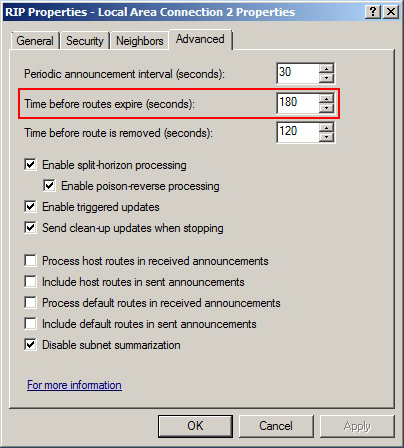 RIP Properties - Local Area Connection 2 Properties
General Security Neighbors Advanced
Periodic announcement interval (seconds): 30
Time before routes expire (seconds): 180
Time before route is removed (seconds): 120
Enable split-horizon processing
Enable poison-reverse processing
Enable triggered updates
Send clean-up updates when stopping
Process host routes in received announcements
Include host routes in sent announcements
Process default routes in received announcements
Include default routes in sent announcements
Disable subnet summarization
For more information
OK Cancel Apply